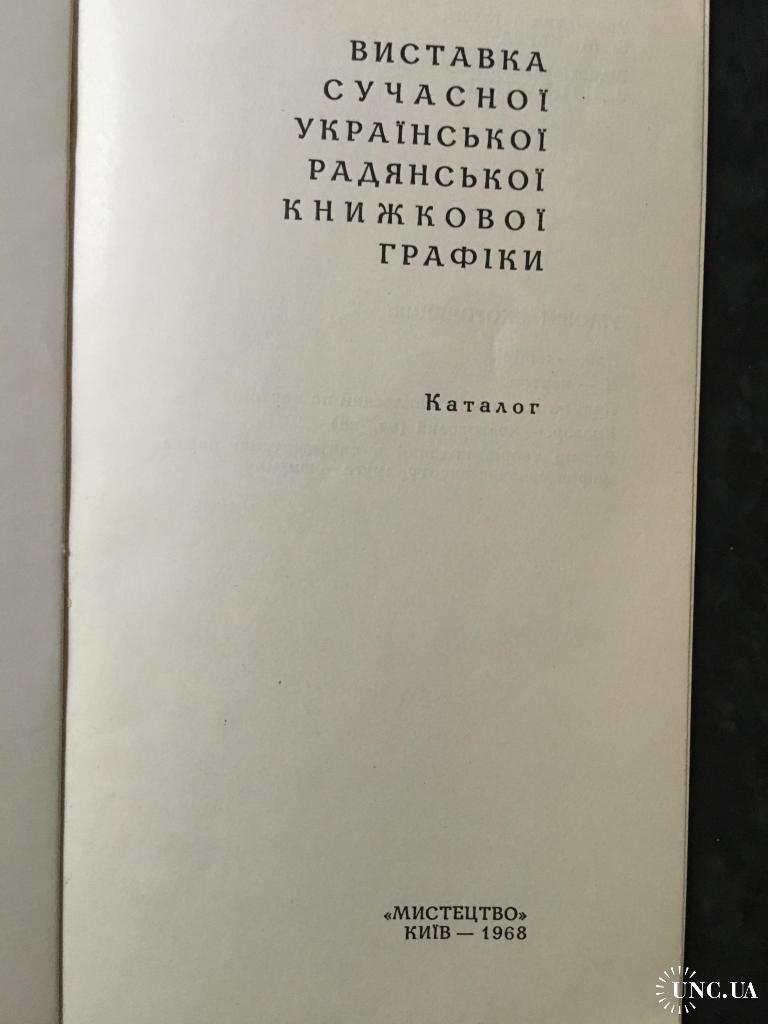 ВИСТАВКА
СУЧАСНОЇ
УКРАЇНСЬКОЇ
РАДЯНСЬКОЇ
КНИЖКОВОЇ
ГРАФІКИ
Каталог
«МИСТЕЦТВО»
КИЇВ — 1968
UNC.UA